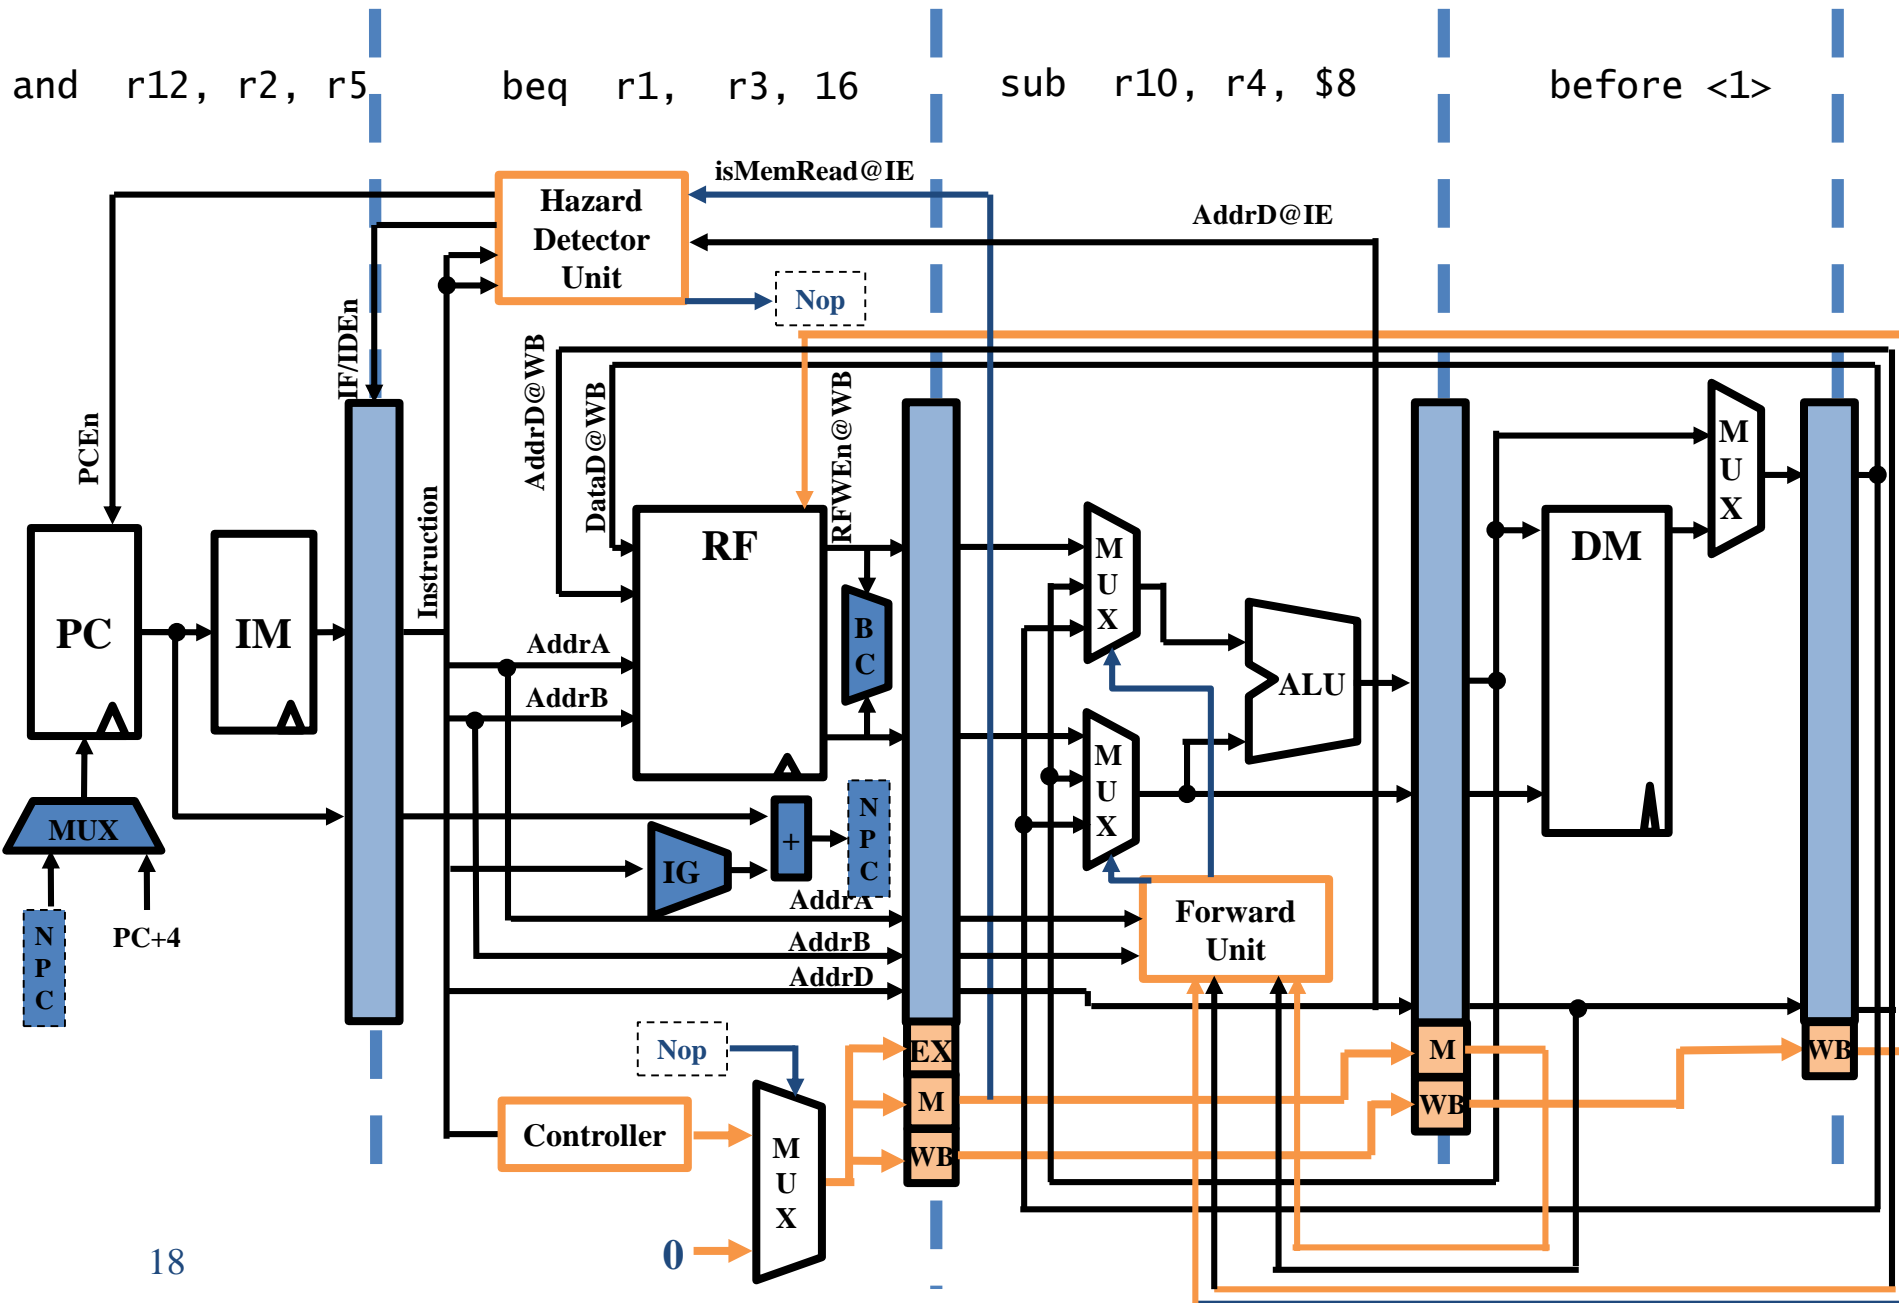 and r12, r2, r5
beq r1, r3, 16
sub r10, r4, $8
before <1>
isMemRead@IE
Hazard
Detector
Unit
AddrD@IE
Nop
PCEn
IF/IDEn
Instruction
AddrD@WB
DataD@WB
RFWEn@WB
PC
IM
RF
B
C
AddrA
AddrB
M
U
X
ALU
DM
M
U
X
M
U
X
MUX
N
P
C
PC+4
IG
+
N
P
C
AddrA
AddrB
AddrD
Forward
Unit
Nop
Controller
M
U
X
0
EX
M
WB
M
WB
WB
18